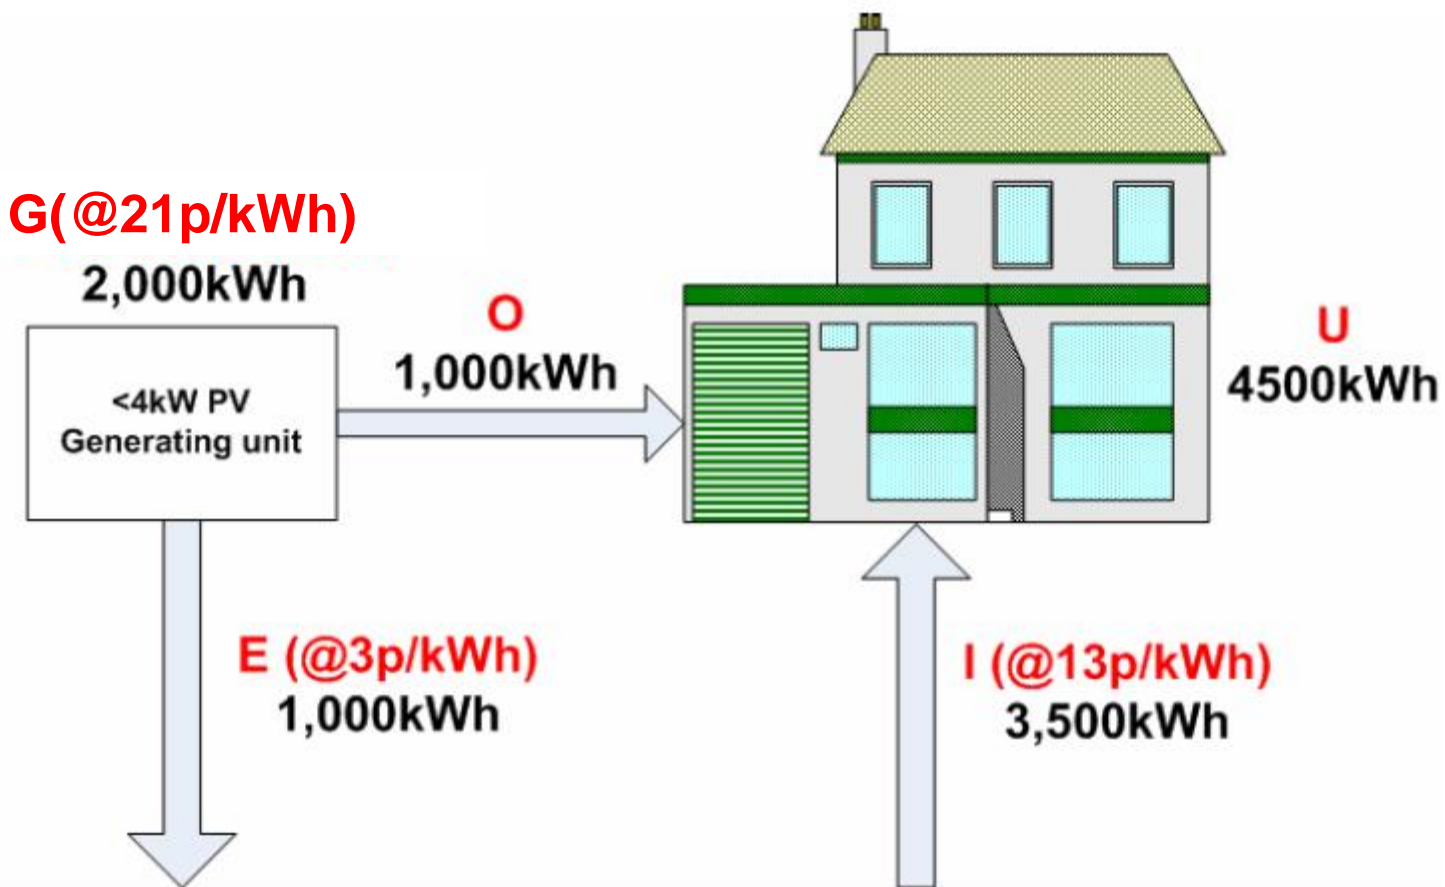 G(@21p/kWh)
2,000kWh
<4kW PV
Generating unit
O
1,000kWh
U
4500kWh
E (@3p/kWh)
1,000kWh
I (@13p/kWh)
3,500kWh